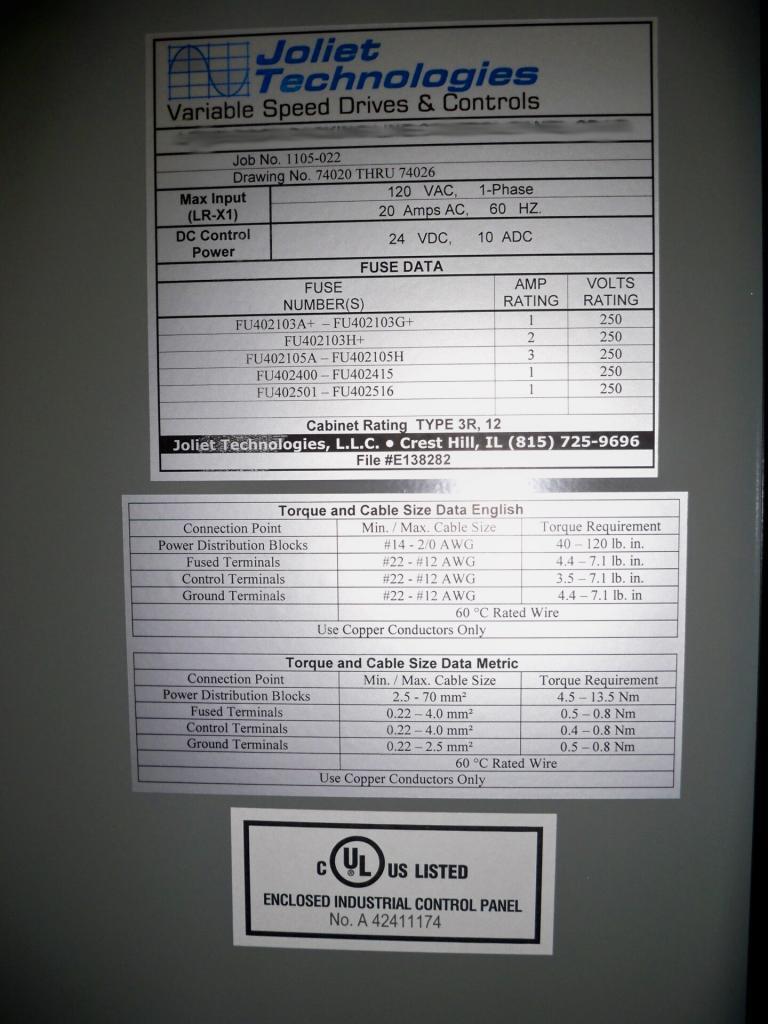 Joliet
Technologies
Variable Speed Drives & Controls
Job No. 1105-022
Drawing No. 74020 THRU 74026
Max Input (LR-X1) 120 VAC, 1-Phase
20 Amps AC, 60 HZ.
DC Control Power 24 VDC, 10 ADC
FUSE DATA
FUSE NUMBER(S) AMP RATING VOLTS RATING
FU402103A+ – FU402103G+ 1 250
FU402103H+ 2 250
FU402105A – FU402105H 3 250
FU402400 – FU402415 1 250
FU402501 – FU402516 1 250
Cabinet Rating TYPE 3R, 12
Joliet Technologies, L.L.C. • Crest Hill, IL (815) 725-9696
File #E138282
Torque and Cable Size Data English
Connection Point Min. / Max. Cable Size Torque Requirement
Power Distribution Blocks #14 - 2/0 AWG 40 – 120 lb. in.
Fused Terminals #22 - #12 AWG 4.4 – 7.1 lb. in.
Control Terminals #22 - #12 AWG 3.5 – 7.1 lb. in.
Ground Terminals #22 - #12 AWG 4.4 – 7.1 lb. in
60 °C Rated Wire
Use Copper Conductors Only
Torque and Cable Size Data Metric
Connection Point Min. / Max. Cable Size Torque Requirement
Power Distribution Blocks 2.5 - 70 mm² 4.5 – 13.5 Nm
Fused Terminals 0.22 – 4.0 mm² 0.5 – 0.8 Nm
Control Terminals 0.22 – 4.0 mm² 0.4 – 0.8 Nm
Ground Terminals 0.22 – 2.5 mm² 0.5 – 0.8 Nm
60 °C Rated Wire
Use Copper Conductors Only
C UL ® US LISTED
ENCLOSED INDUSTRIAL CONTROL PANEL
No. A 42411174